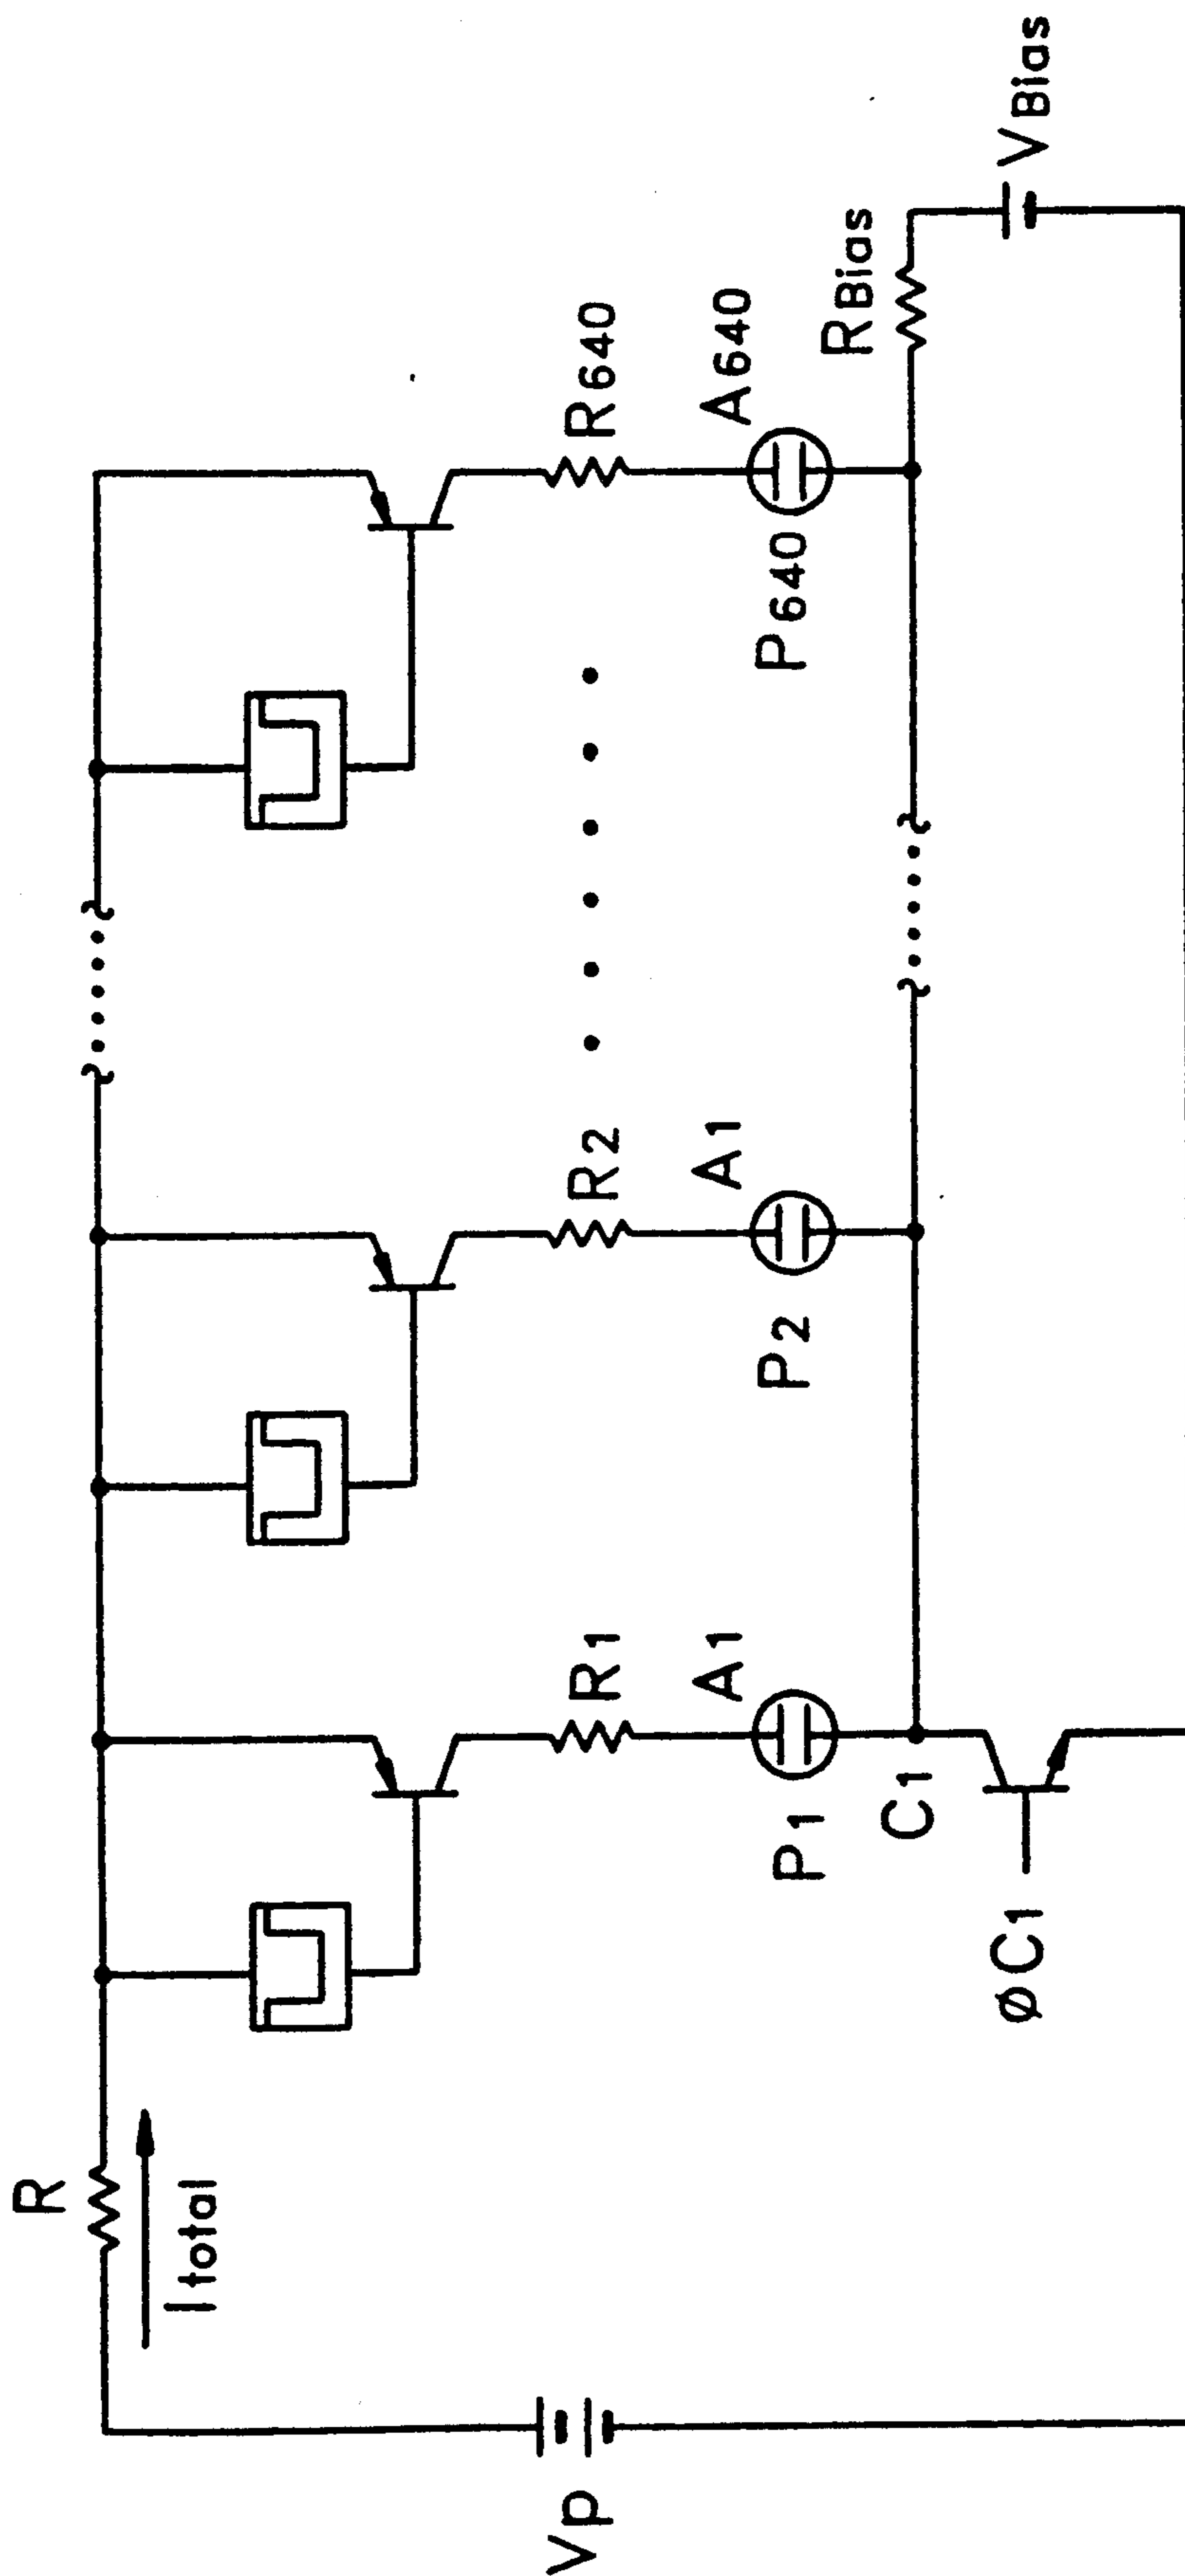 R
Itotal
Vp
R1
A1
P1
C1
øC1
R2
A1
P2
R640
A640
P640
RBias
VBias